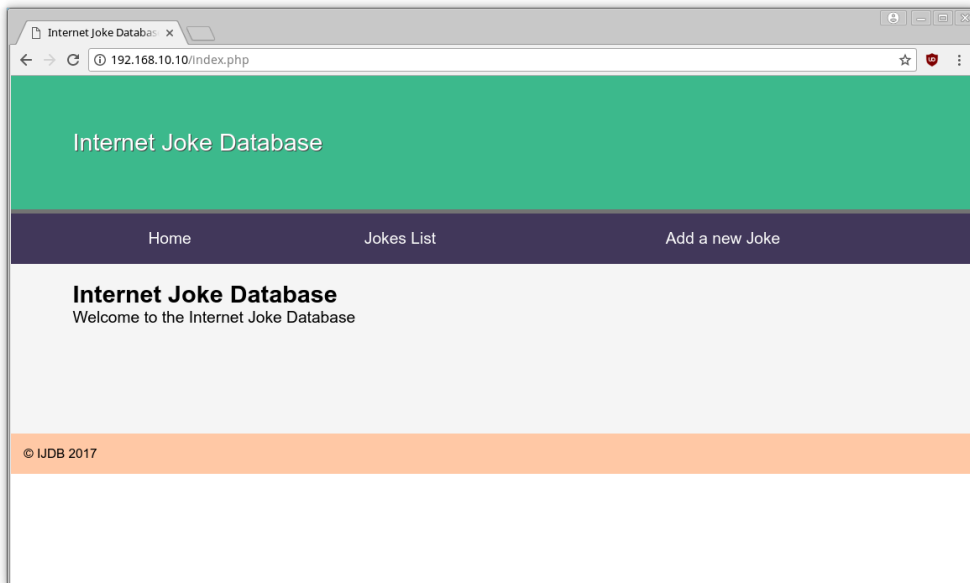 Internet Joke Databas
192.168.10.10/index.php
Internet Joke Database
Home Jokes List Add a new Joke
Internet Joke Database
Welcome to the Internet Joke Database
© IJDB 2017